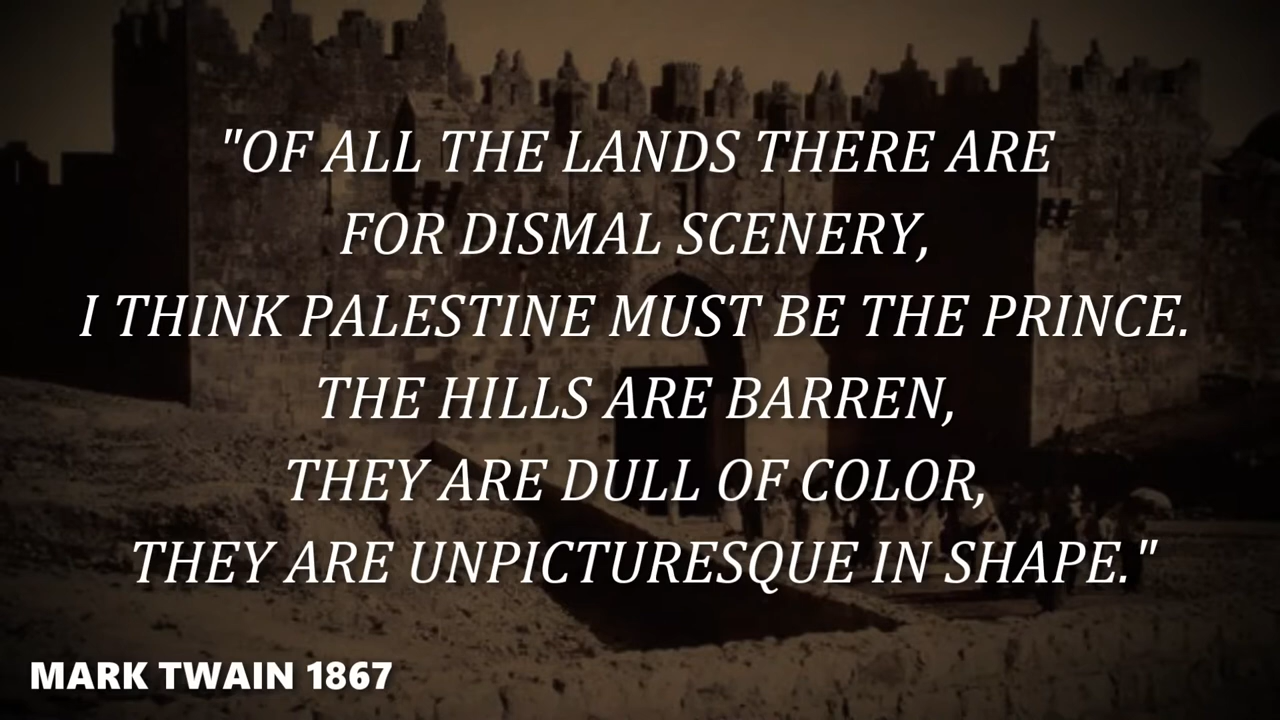 "OF ALL THE LANDS THERE ARE
FOR DISMAL SCENERY,
I THINK PALESTINE MUST BE THE PRINCE.
THE HILLS ARE BARREN,
THEY ARE DULL OF COLOR,
THEY ARE UNPICTURESQUE IN SHAPE."
MARK TWAIN 1867